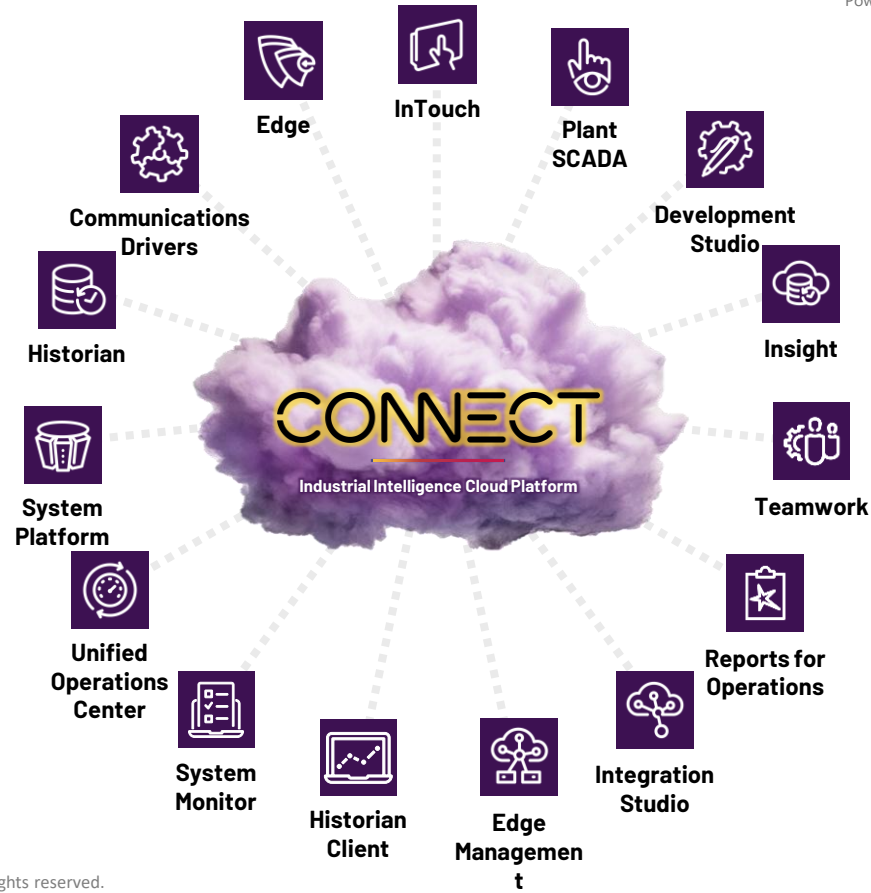 Pow
Edge
InTouch
Plant
SCADA
Communications
Drivers
Development
Studio
Historian
Insight
CONNECT
Industrial Intelligence Cloud Platform
System
Platform
Teamwork
Unified
Operations
Center
Reports for
Operations
System
Monitor
Integration
Studio
Historian
Client
Edge
Managemen
t
ghts reserved.